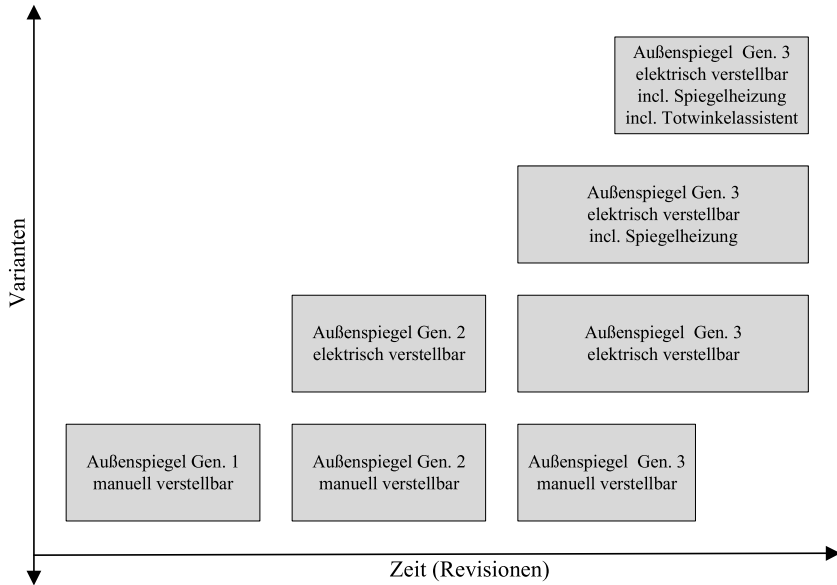 Außenspiegel Gen. 3
elektrisch verstellbar
incl. Spiegelheizung
incl. Totwinkelassistent
Außenspiegel Gen. 3
elektrisch verstellbar
incl. Spiegelheizung
Varianten
Außenspiegel Gen. 2
elektrisch verstellbar
Außenspiegel Gen. 3
elektrisch verstellbar
Außenspiegel Gen. 1
manuell verstellbar
Außenspiegel Gen. 2
manuell verstellbar
Außenspiegel Gen. 3
manuell verstellbar
Zeit (Revisionen)